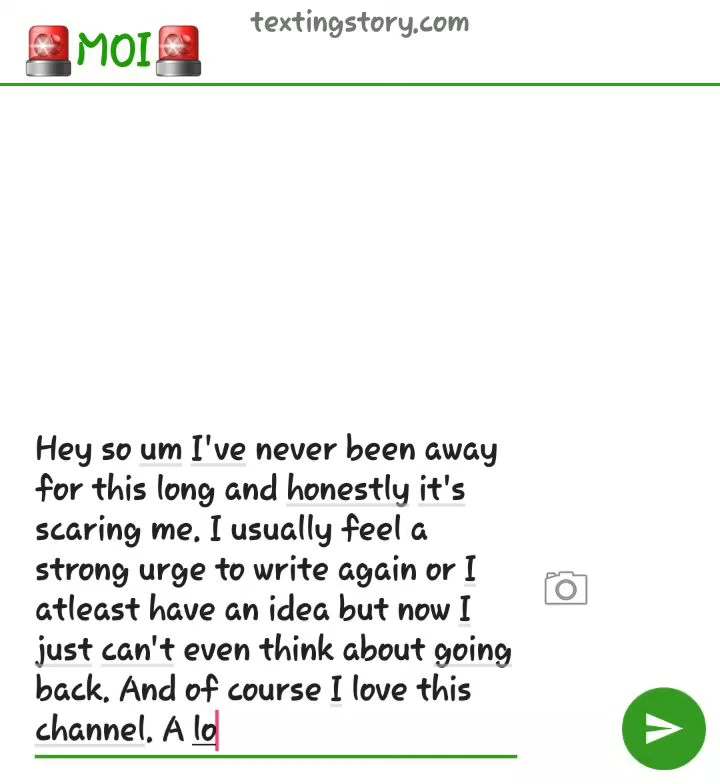 textingstory.com
MOI
Hey so um I've never been away
for this long and honestly it's
scaring me. I usually feel a
strong urge to write again or I
atleast have an idea but now I
just can't even think about going
back. And of course I love this
channel. A lo